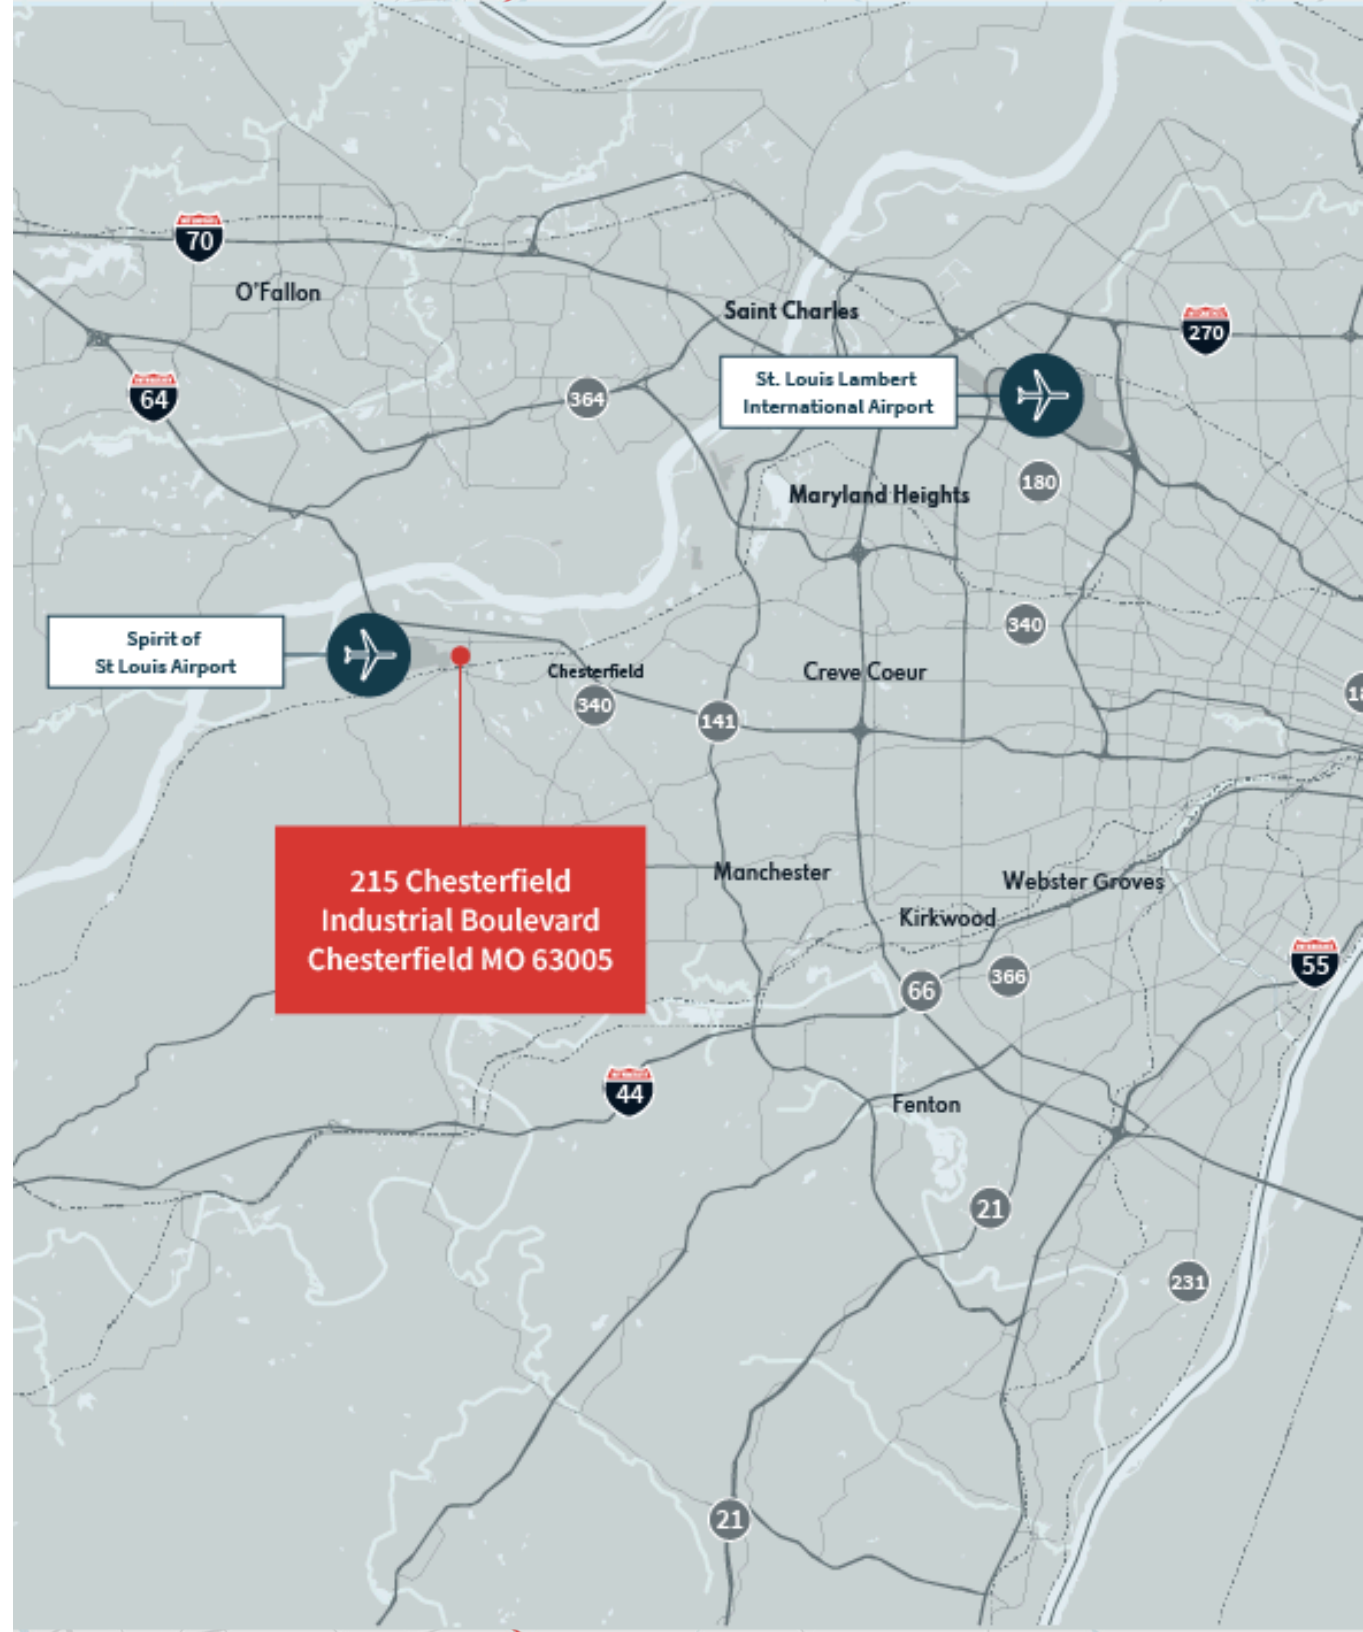 70
O'Fallon
Saint Charles
270
St. Louis Lambert
International Airport
64
364
180
Maryland Heights
340
Spirit of
St Louis Airport
Chesterfield
340
Creve Coeur
141
215 Chesterfield
Industrial Boulevard
Chesterfield MO 63005
Manchester
Webster Groves
Kirkwood
55
366
66
44
Fenton
21
231
21